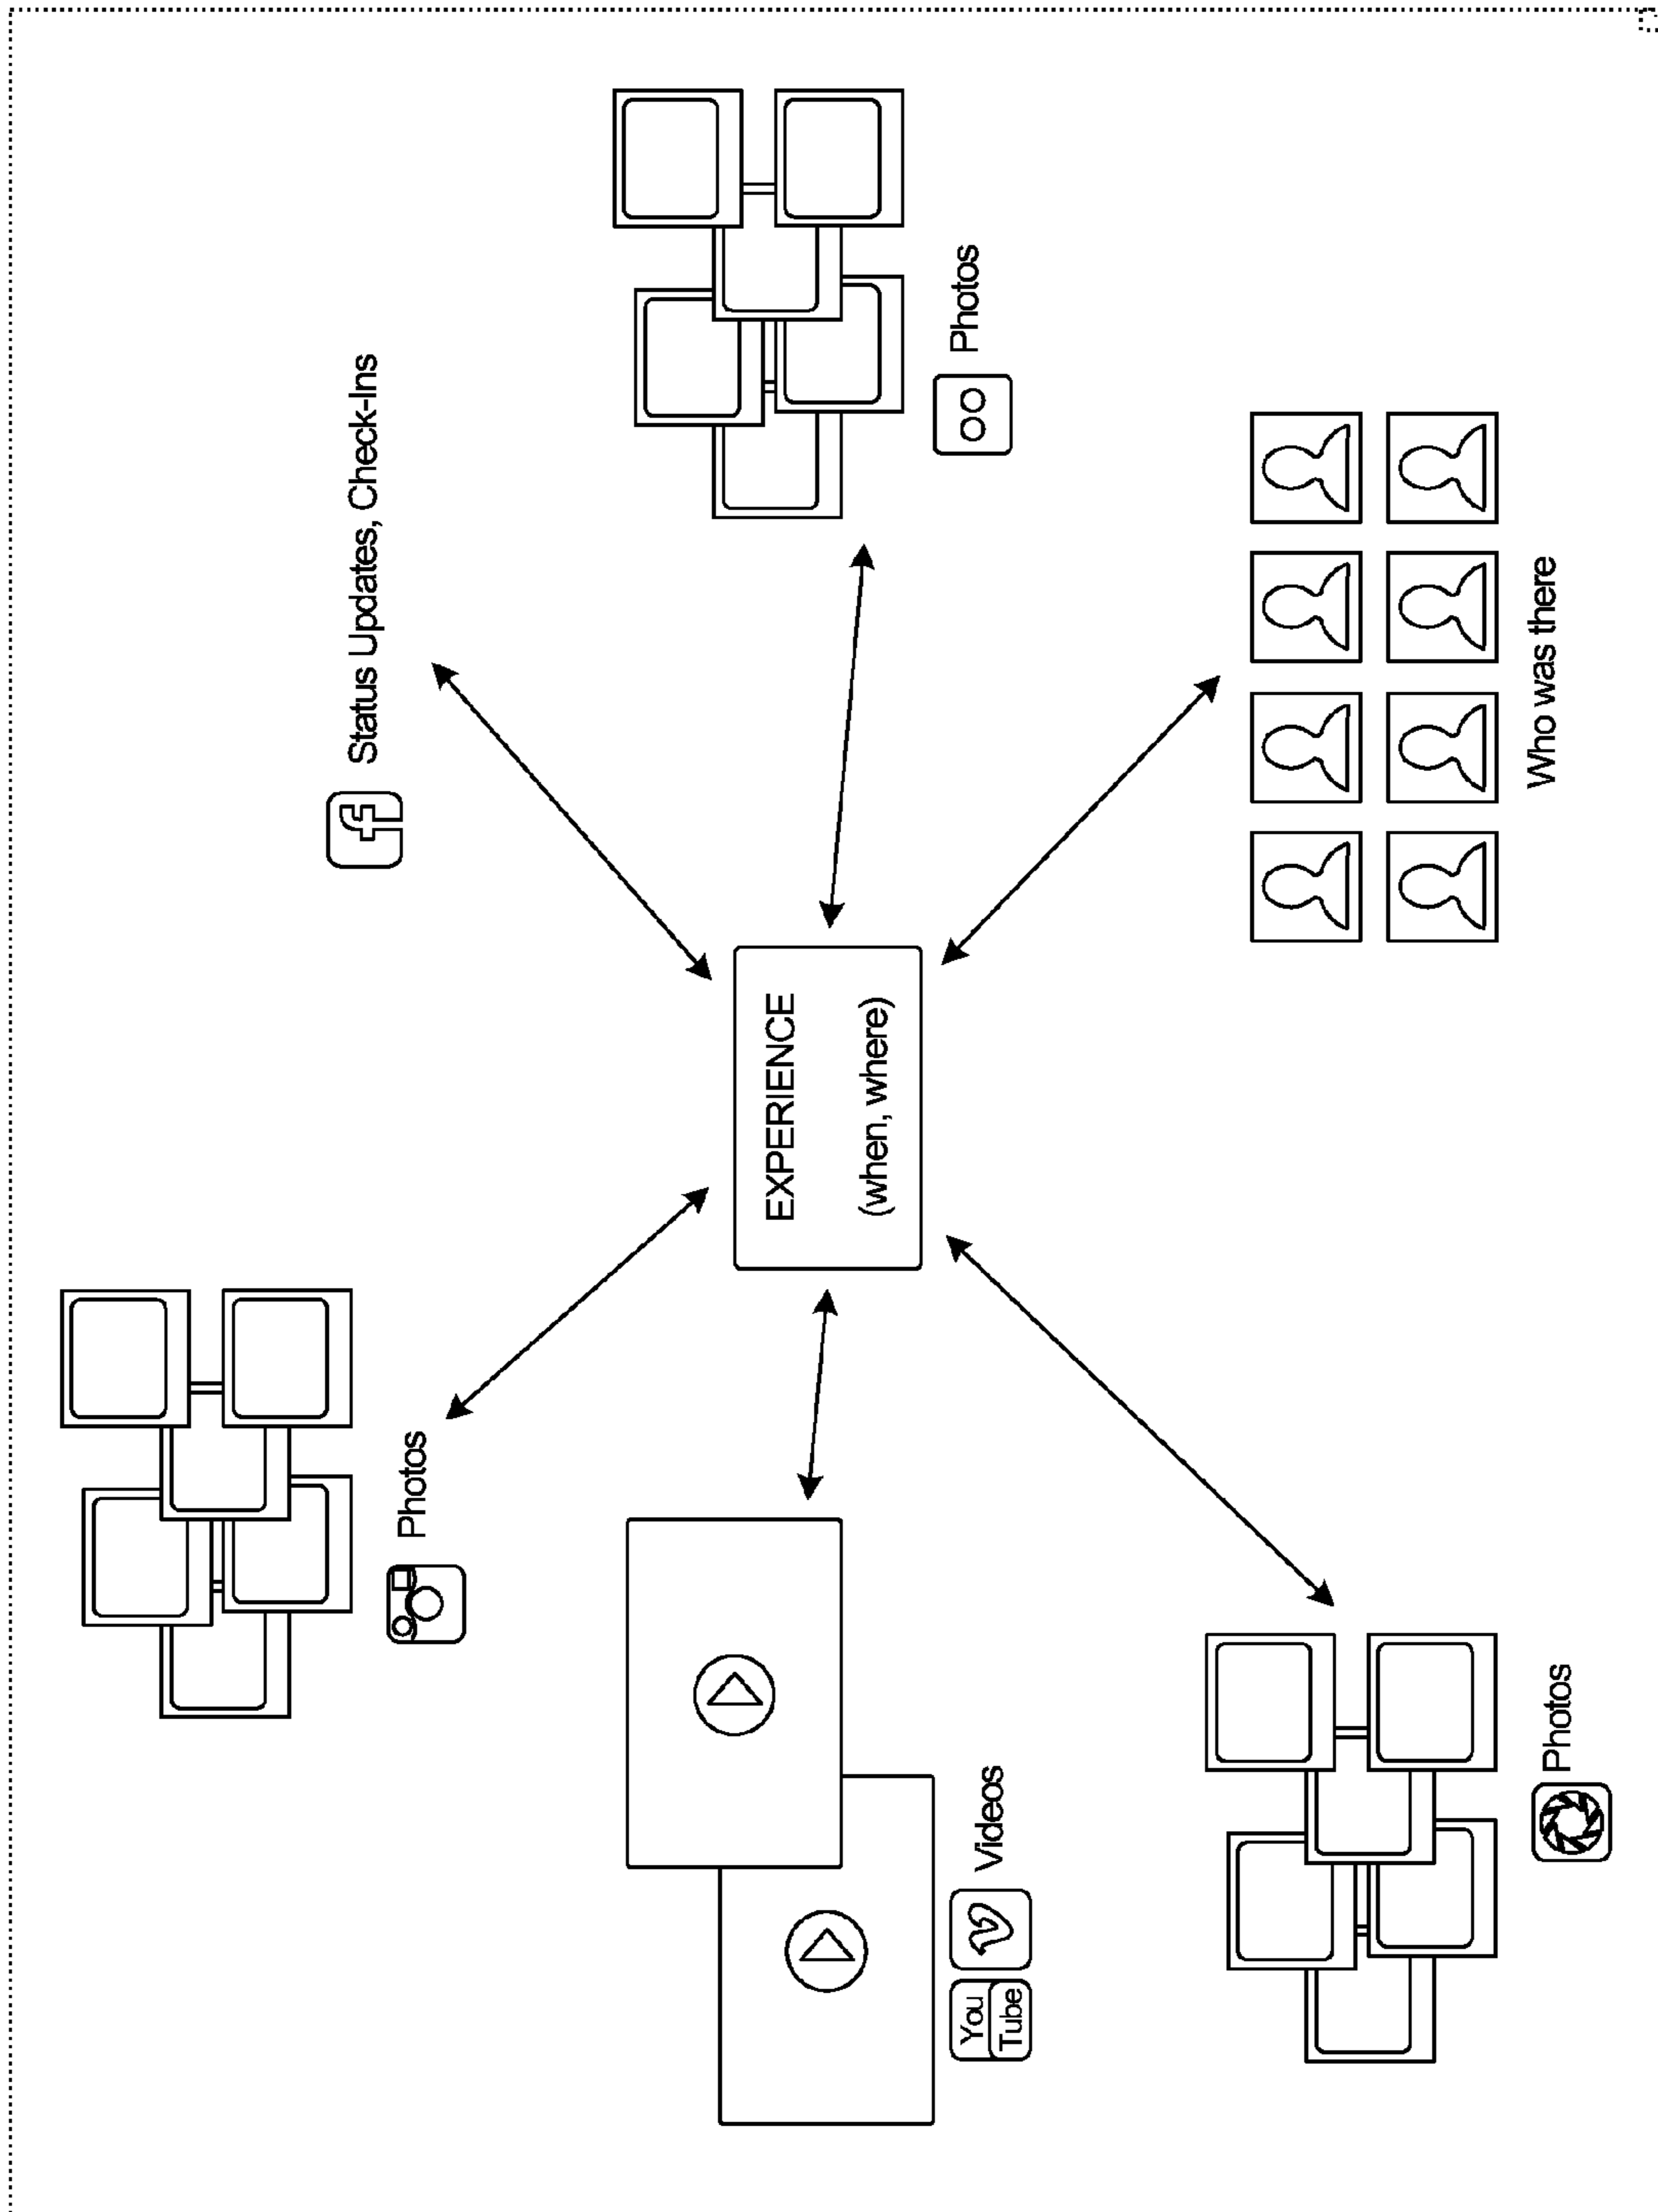 Photos
f Status Updates, Check-Ins
EXPERIENCE
(when, where)
You
Tube
Videos
Photos
Photos
Who was there